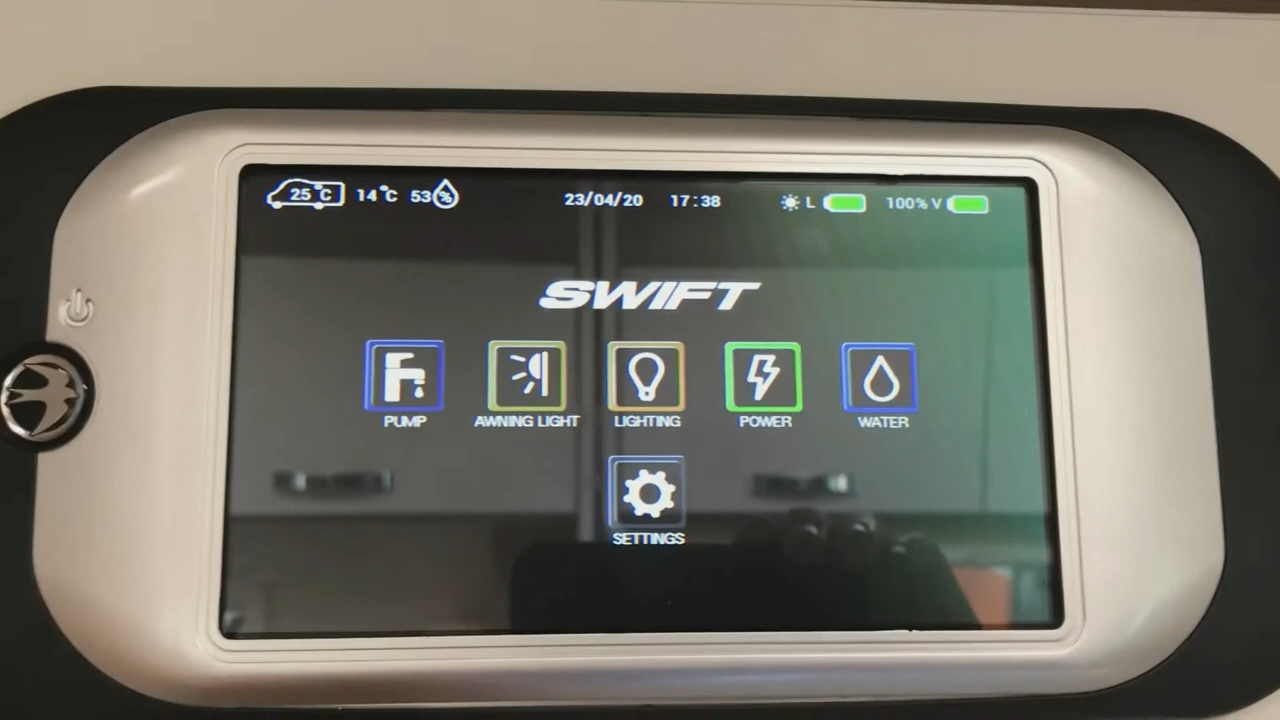 25°C 14°C 53% 23/04/20 17:38 L 100% V
SWIFT
PUMP AWNING LIGHT LIGHTING POWER WATER
SETTINGS